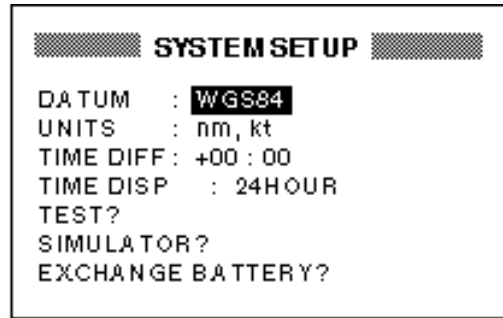 SYSTEM SETUP
DATUM : WGS84
UNITS : nm, kt
TIME DIFF : +00 : 00
TIME DISP : 24HOUR
TEST?
SIMULATOR?
EXCHANGE BATTERY?